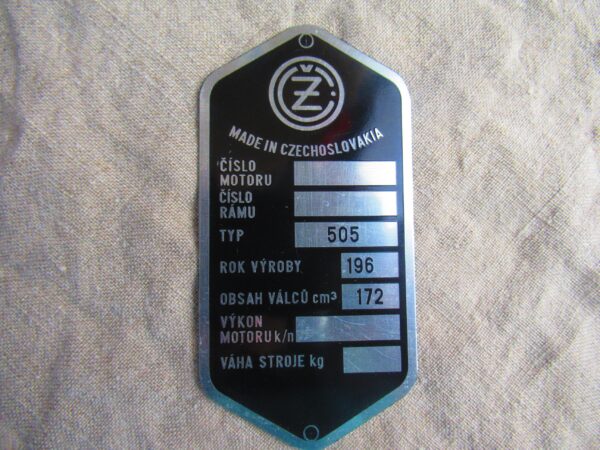 ČZ
MADE IN CZECHOSLOVAKIA
ČÍSLO
MOTORU
ČÍSLO
RÁMU
TYP 505
ROK VÝROBY 196
OBSAH VÁLCŮ cm³ 172
VÝKON
MOTORU k/n
VÁHA STROJE kg